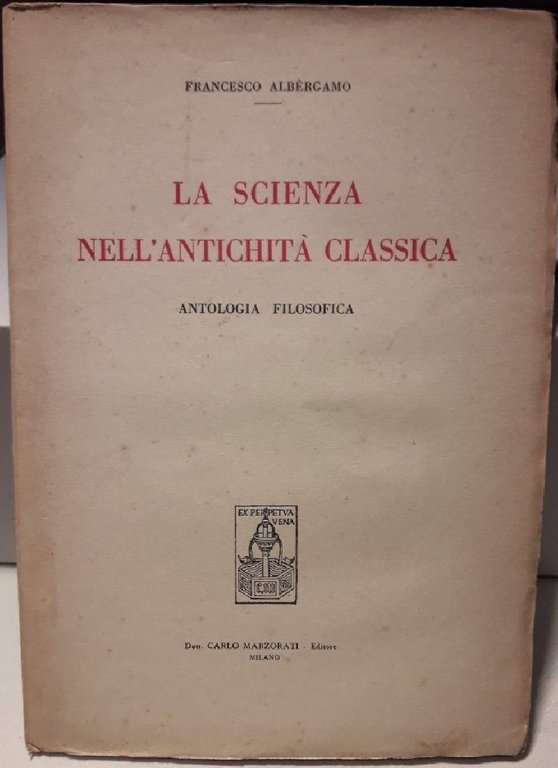 FRANCESCO ALBÈRGAMO
LA SCIENZA
NELL'ANTICHITÀ CLASSICA
ANTOLOGIA FILOSOFICA
EX PERPETVA
VENA
Dott. CARLO MARZORATI - Editore
MILANO